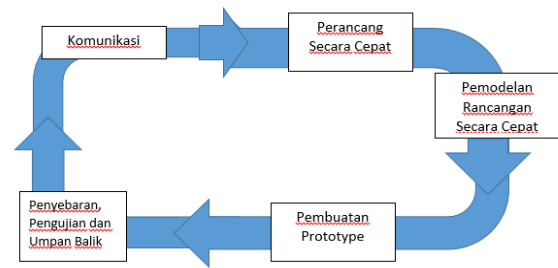 Komunikasi
Perancang
Secara Cepat
Pemodelan
Rancangan
Secara Cepat
Pembuatan
Prototype
Penyebaran,
Pengujian dan
Umpan Balik